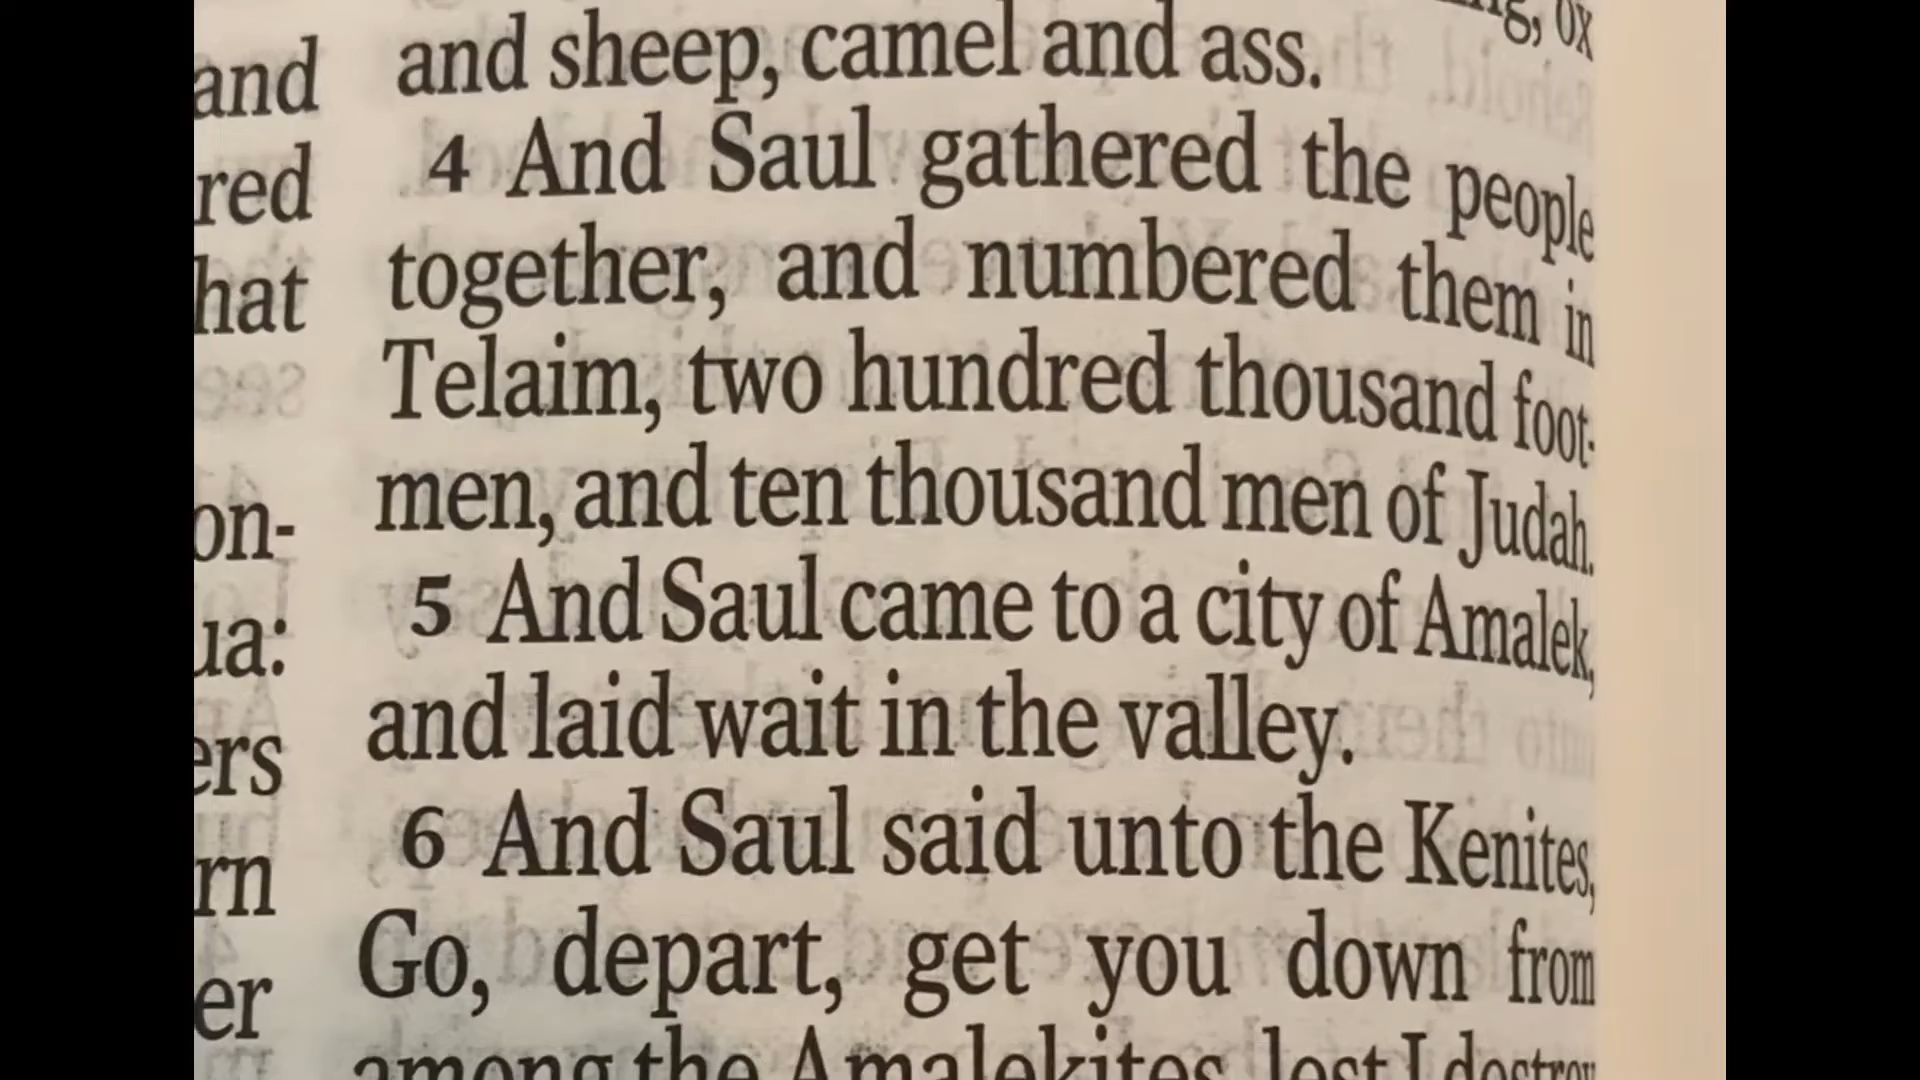 and
red
hat
on-
ua:
ers
rn
er
ox
and sheep, camel and ass.
4 And Saul gathered the people
together, and numbered them in
Telaim, two hundred thousand foot-
men, and ten thousand men of Judah.
5 And Saul came to a city of Amalek,
and laid wait in the valley.
6 And Saul said unto the Kenites,
Go, depart, get you down from
among the Amalekites, lest I destroy